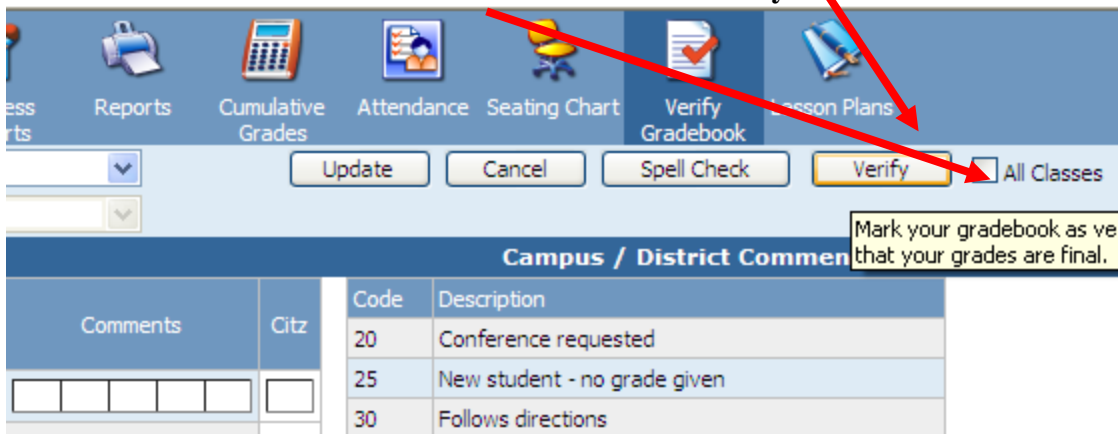 Reports Cumulative Attendance Seating Chart Verify Lesson Plans
Grades Gradebook
Update Cancel Spell Check Verify All Classes
Mark your gradebook as ve
that your grades are final.
Campus / District
Comments Citz
Code Description
20 Conference requested
25 New student - no grade given
30 Follows directions